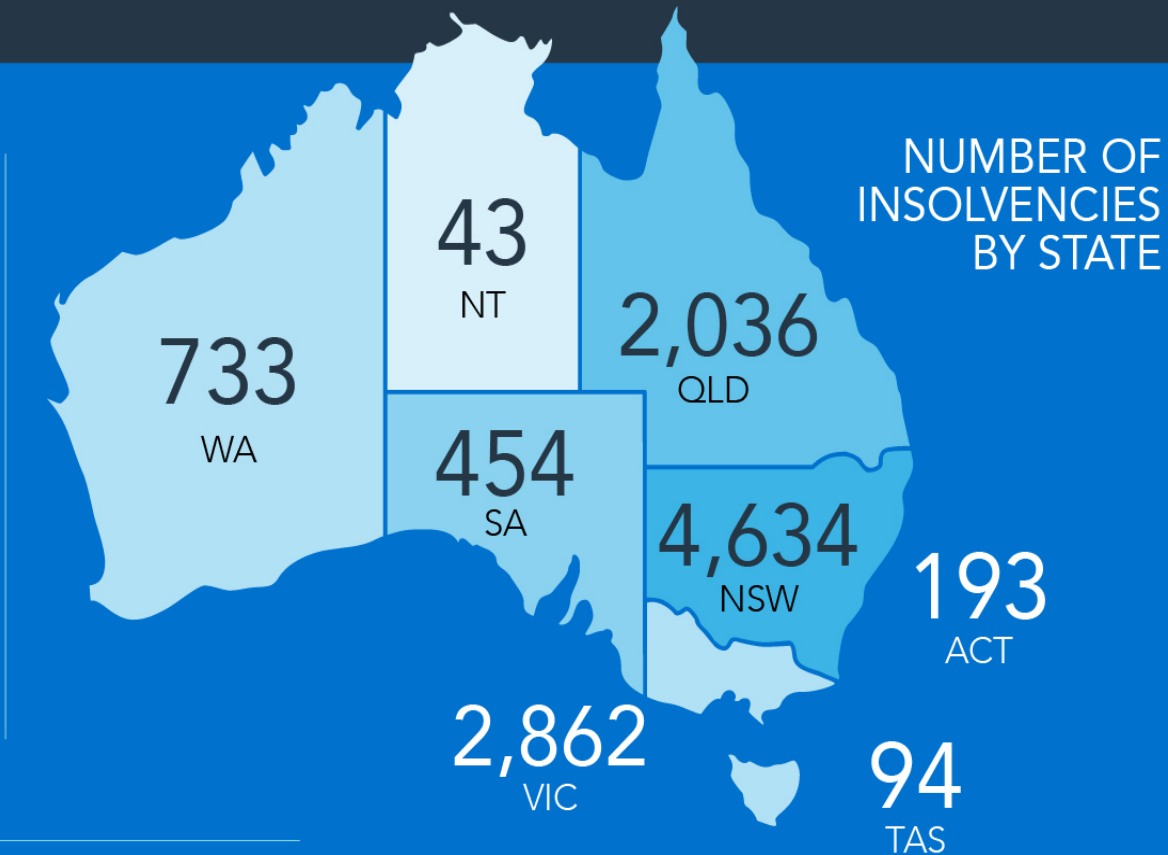 NUMBER OF
INSOLVENCIES
BY STATE
43
NT
2,036
QLD
733
WA
454
SA
4,634
NSW
193
ACT
2,862
VIC
94
TAS